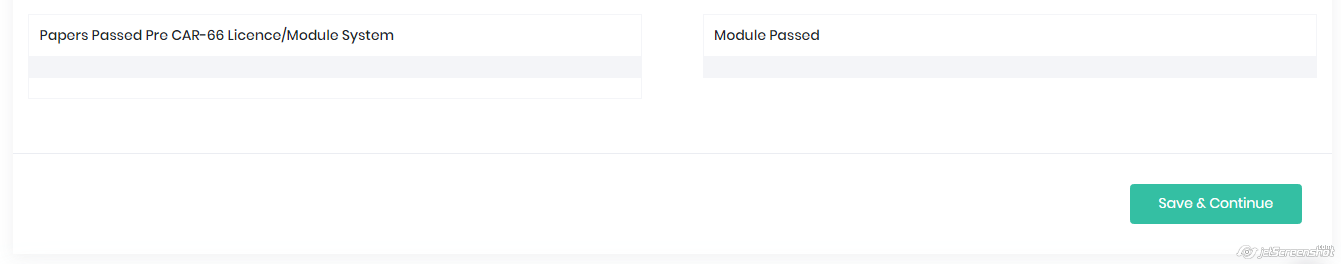 Papers Passed Pre CAR-66 Licence/Module System
Module Passed
Save & Continue
jetScreenshot